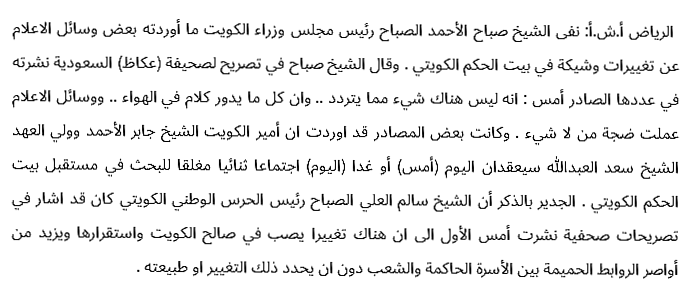 الرياض أ.ش.أ: نفى الشيخ صباح الأحمد الصباح رئيس مجلس وزراء الكويت ما أوردته بعض وسائل الاعلام
عن تغييرات وشيكة في بيت الحكم الكويتي . وقال الشيخ صباح في تصريح لصحيفة (عكاظ) السعودية نشرته
في عددها الصادر أمس : انه ليس هناك شيء مما يتردد .. وان كل ما يدور كلام في الهواء .. ووسائل الاعلام
عملت ضجة من لا شيء . وكانت بعض المصادر قد اوردت ان أمير الكويت الشيخ جابر الأحمد وولي العهد
الشيخ سعد العبدالله سيعقدان اليوم (أمس) أو غدا (اليوم) اجتماعا ثنائيا مغلقا للبحث في مستقبل بيت
الحكم الكويتي . الجدير بالذكر أن الشيخ سالم العلي الصباح رئيس الحرس الوطني الكويتي كان قد اشار في
تصريحات صحفية نشرت أمس الأول الى ان هناك تغييرا يصب في صالح الكويت واستقرارها ويزيد من
أواصر الروابط الحميمة بين الأسرة الحاكمة والشعب دون ان يحدد ذلك التغيير او طبيعته .